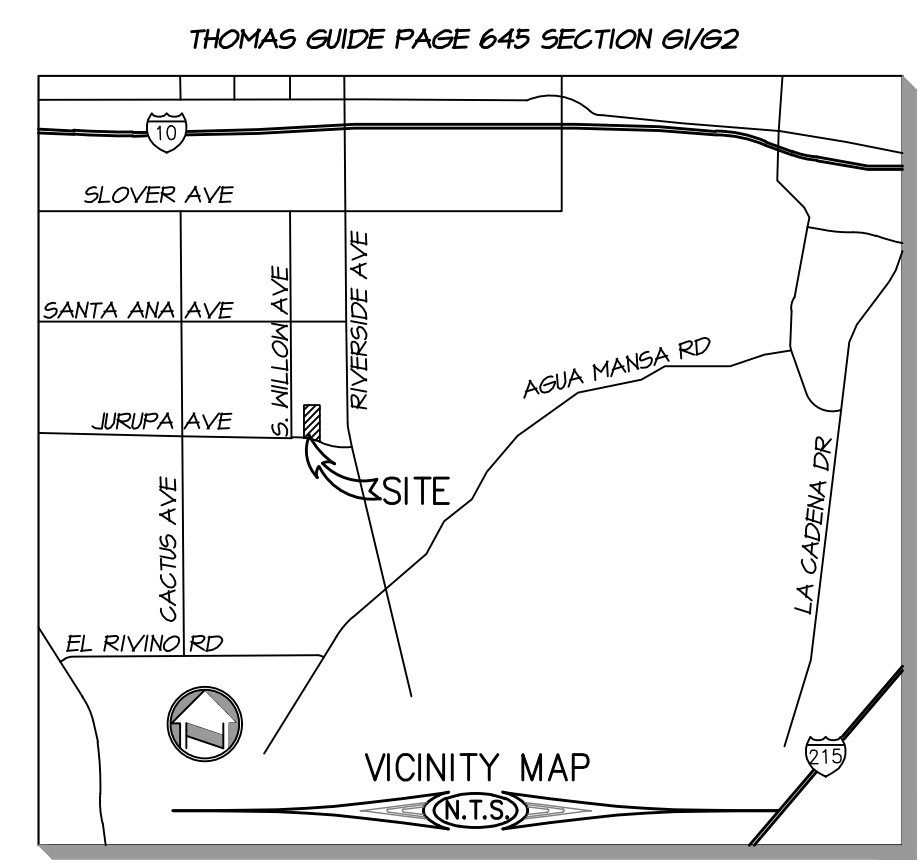 THOMAS GUIDE PAGE 645 SECTION G1/G2
10
SLOVER AVE
SANTA ANA AVE
S. WILLOW AVE
RIVERSIDE AVE
AGUA MANSA RD
JURUPA AVE
SITE
CACTUS AVE
LA CADENA DR
EL RIVINO RD
215
VICINITY MAP
N.T.S.